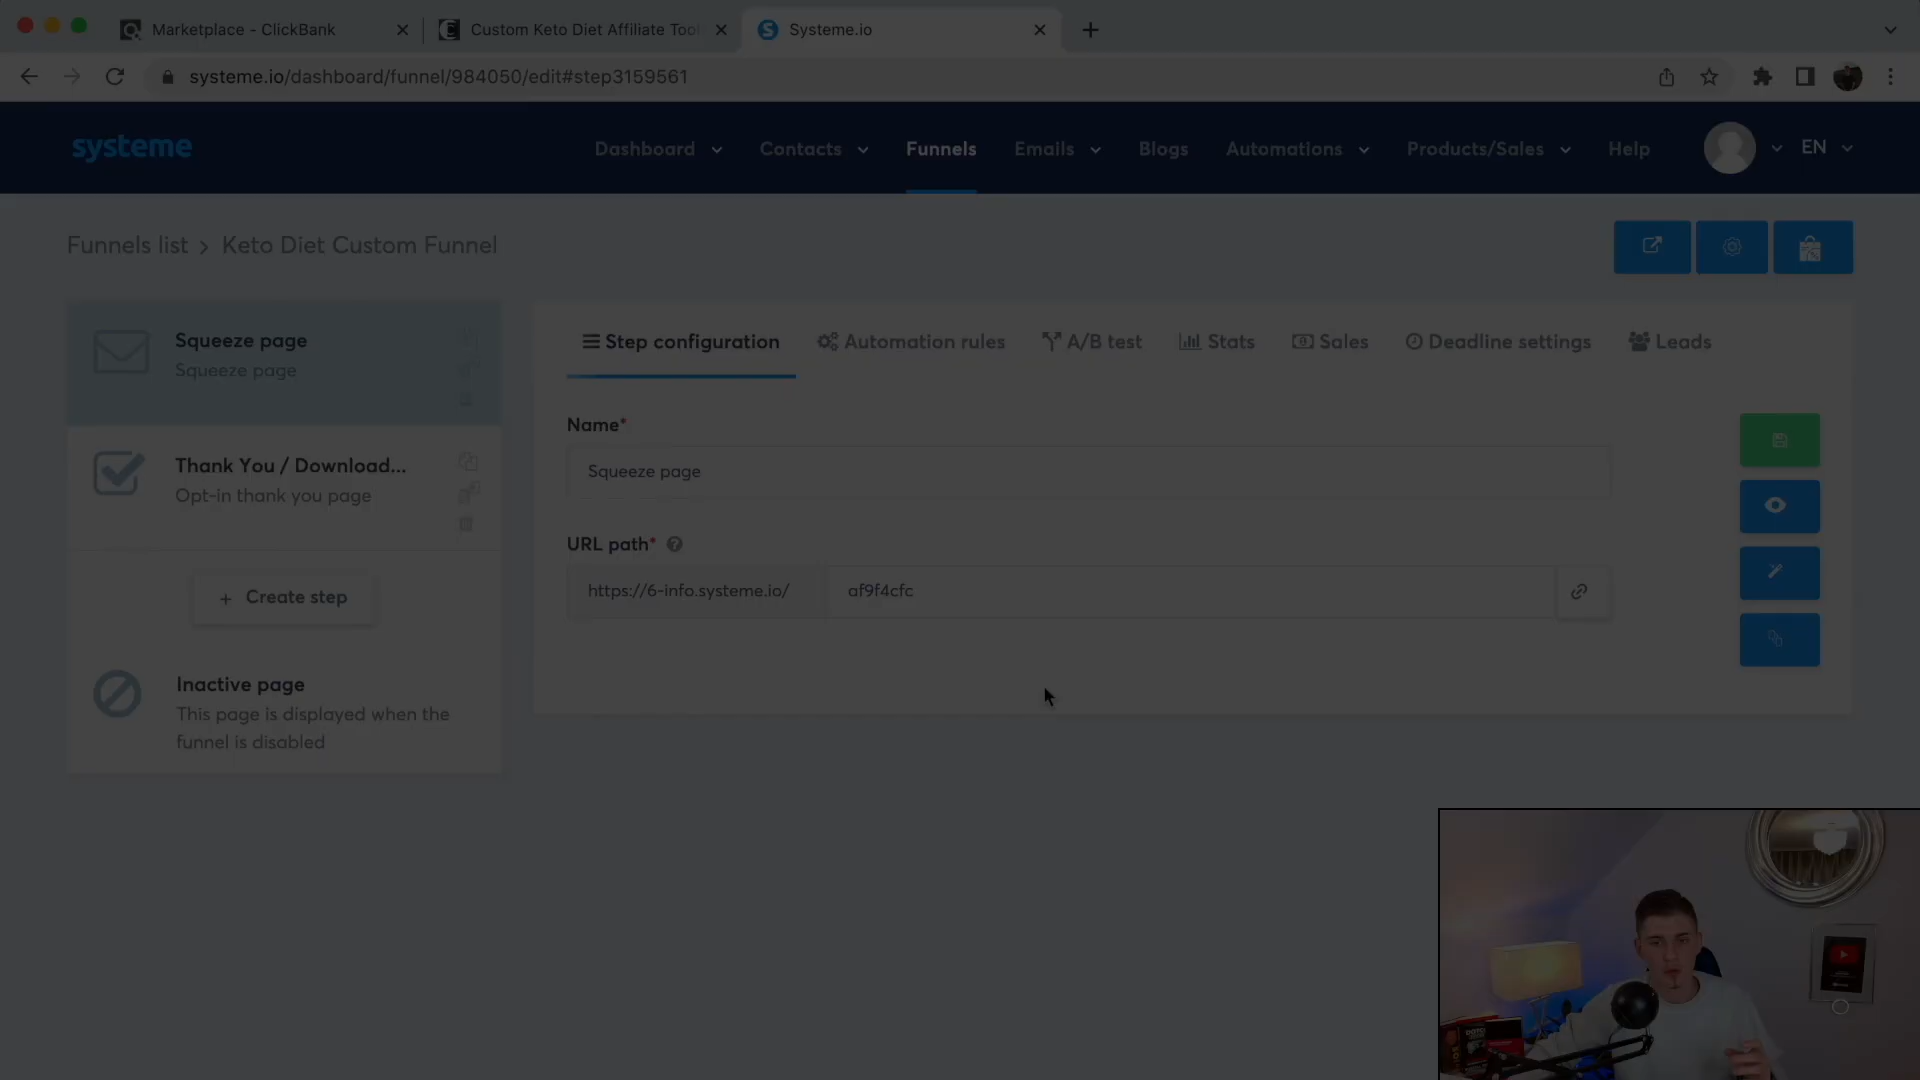 Marketplace - ClickBank
Custom Keto Diet Affiliate Tool
Systeme.io
systeme.io/dashboard/funnel/984050/edit#step3159561
systeme
Dashboard
Contacts
Funnels
Emails
Blogs
Automations
Products/Sales
Help
EN
Funnels list > Keto Diet Custom Funnel
Squeeze page
Squeeze page
Thank You / Download...
Opt-in thank you page
+ Create step
Inactive page
This page is displayed when the
funnel is disabled
Step configuration
Automation rules
A/B test
Stats
Sales
Deadline settings
Leads
Name*
Squeeze page
URL path*
https://6-info.systeme.io/
af9f4cfc